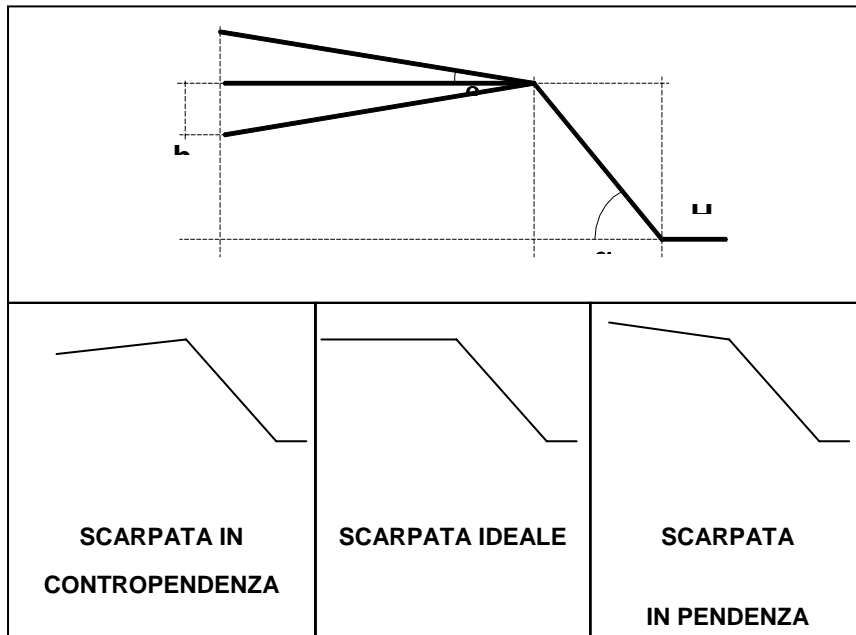 SCARPATA IN
CONTROPENDENZA
SCARPATA IDEALE
SCARPATA
IN PENDENZA